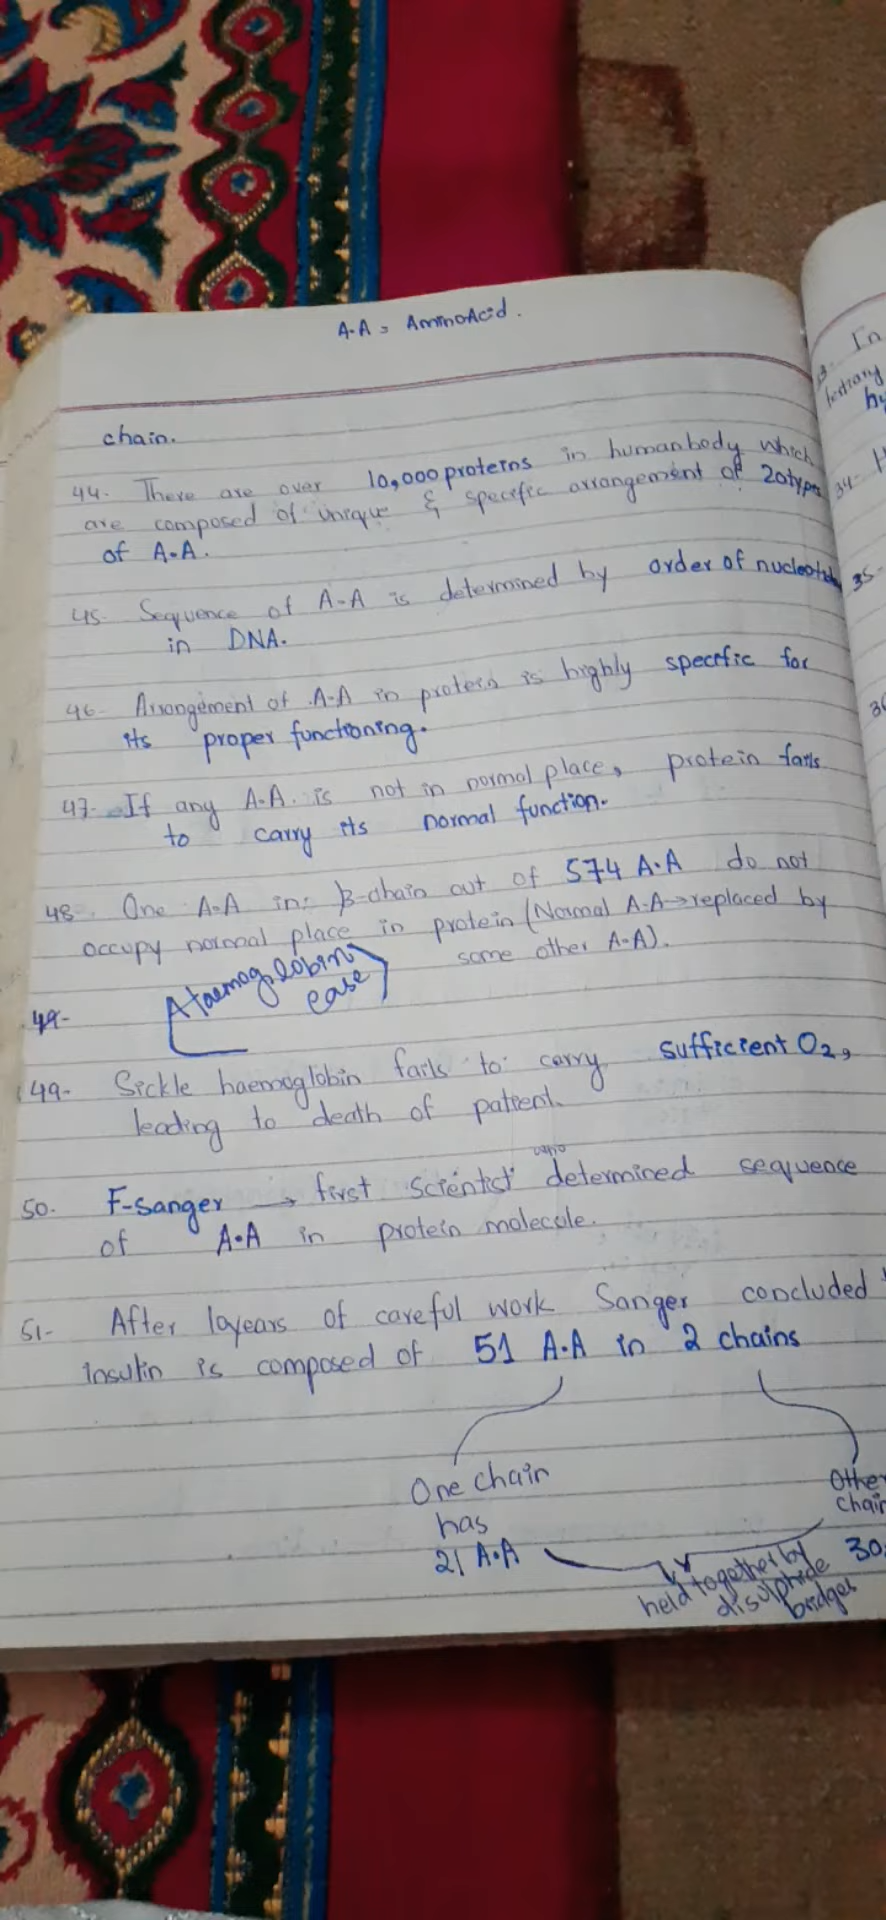 A.A = AminoAcid.
chain.
44. There are over 10,000 proteins in human body which
are composed of unique & specific arrangement of 20 types
of A.A.
45. Sequence of A-A is determined by order of
in DNA.
46- Arrangement of A-A in protein is highly specific for
its proper functioning.
47- If any A.A. is not in normal place, protein fails
to carry its normal function.
48- One A-A in β-chain out of 574 A.A do not
occupy normal place in protein (Normal A.A→replaced by
some other A-A).
Haemoglobin
case
49-
49- Sickle haemoglobin fails to carry sufficient O2,
leading to death of patient.
50. F-sanger → first scientist who determined sequence
of A.A in protein molecule.
51- After 10years of careful work Sanger concluded
insulin is composed of 51 A.A in 2 chains
One chain
has
21 A.A
Other
chain
30
held together by
disulphide
bridges
In
tertiary
34-
35-